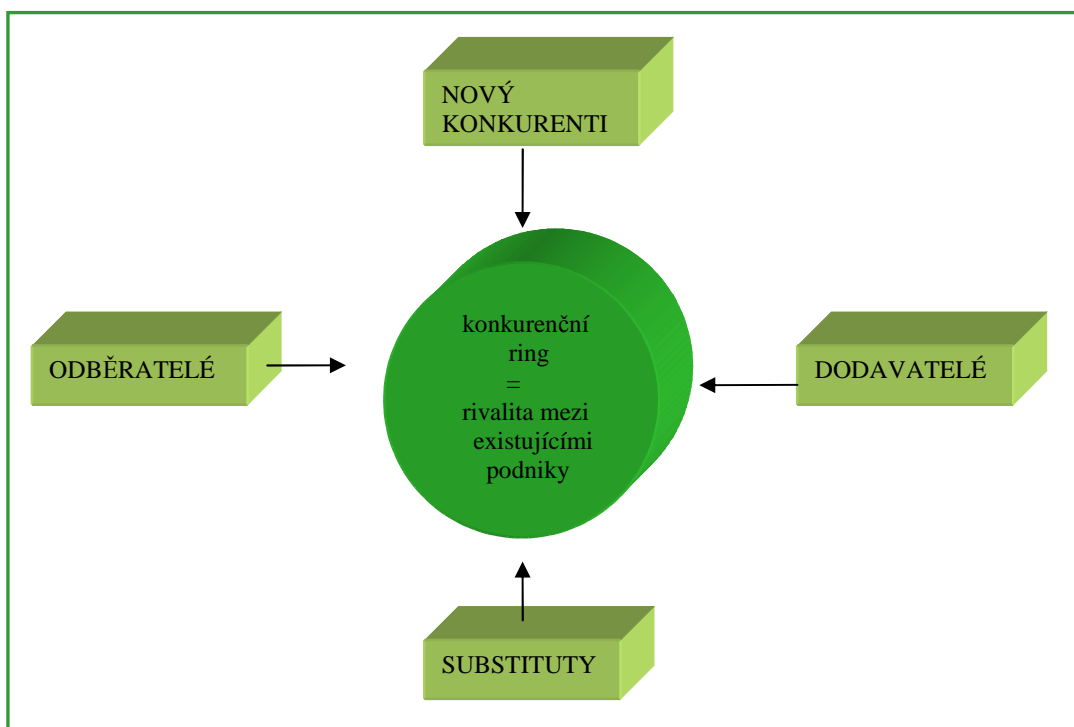 NOVÝ
KONKURENTI
konkurenční
ring
=
rivalita mezi
existujícími
podniky
ODBĚRATELÉ
DODAVATELÉ
SUBSTITUTY